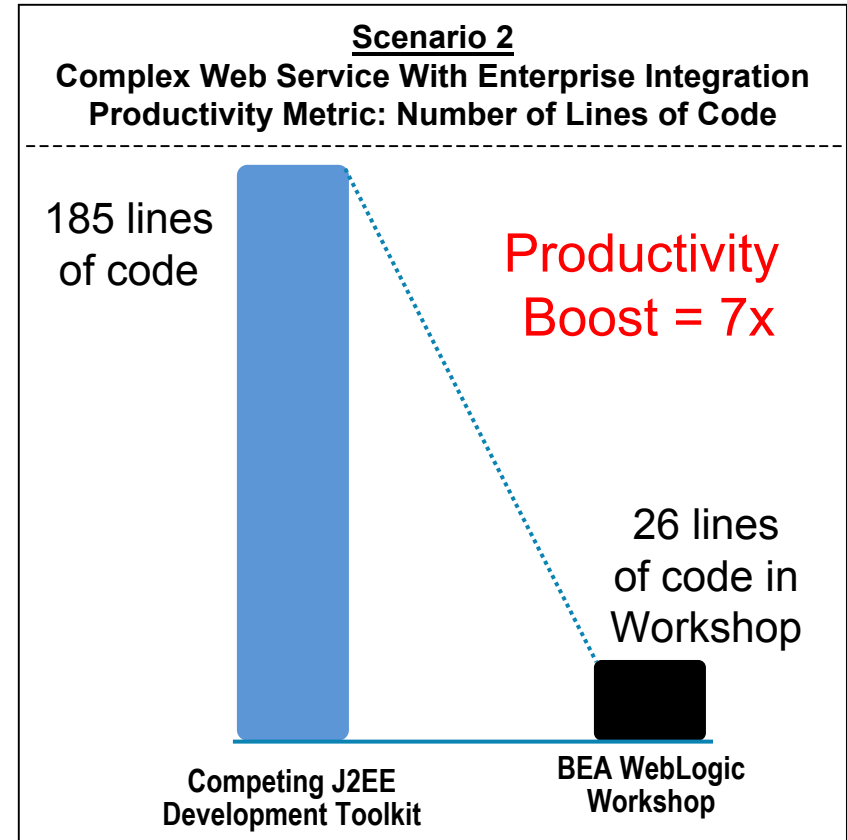 Scenario 2
Complex Web Service With Enterprise Integration
Productivity Metric: Number of Lines of Code
185 lines
of code
Productivity
Boost = 7x
26 lines
of code in
Workshop
Competing J2EE
Development Toolkit
BEA WebLogic
Workshop